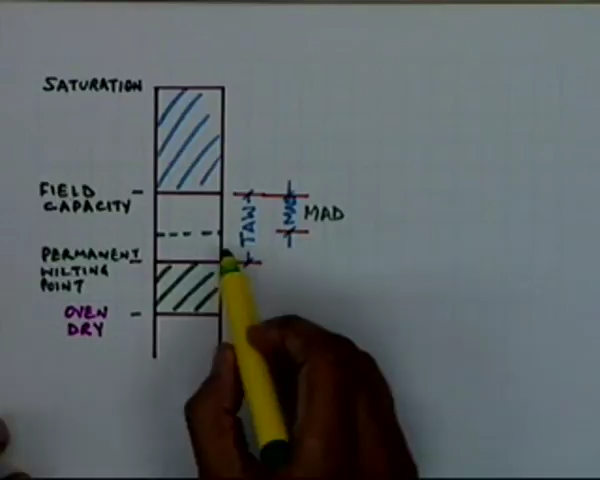 SATURATION
FIELD
CAPACITY
TAW
MAD
MAD
PERMANENT
WILTING
POINT
OVEN
DRY